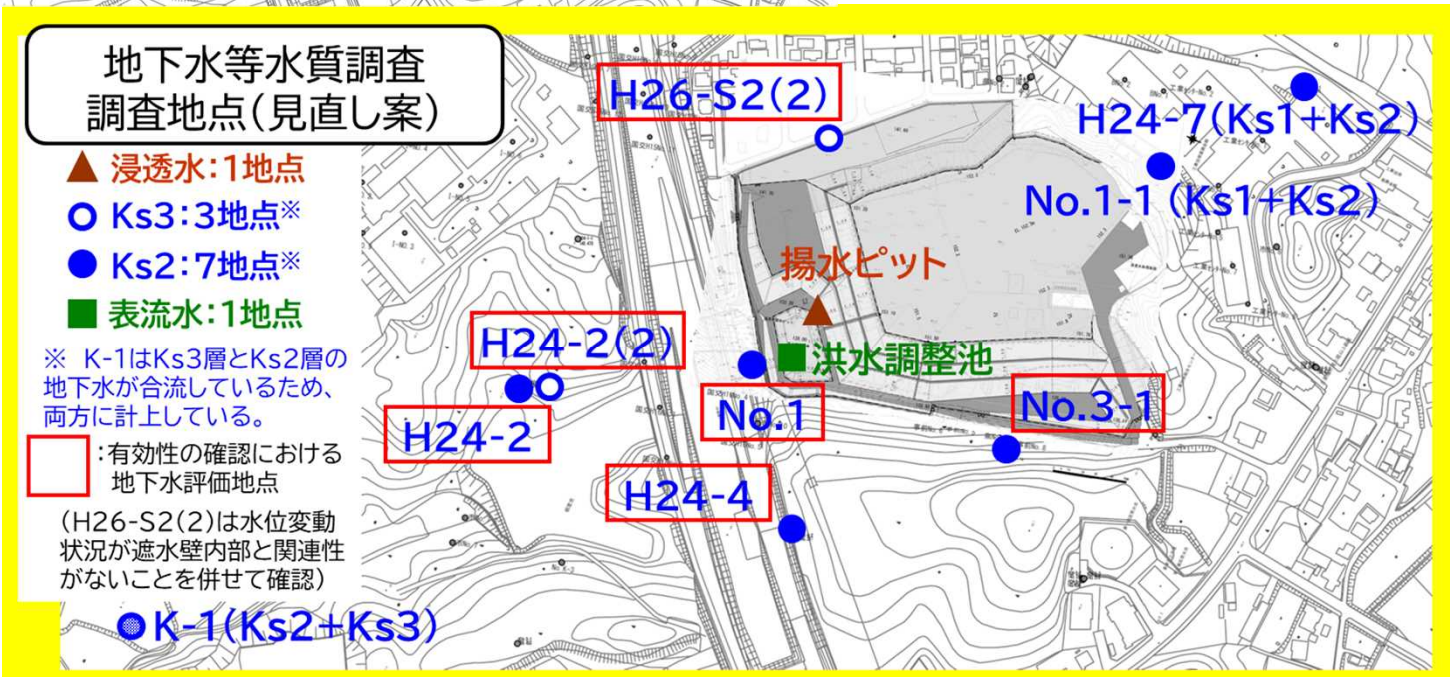 地下水等水質調査
調査地点(見直し案)
▲ 浸透水:1地点
Ks3:3地点※
Ks2:7地点※
■ 表流水:1地点
※ K-1はKs3層とKs2層の
地下水が合流しているため、
両方に計上している。
:有効性の確認における
地下水評価地点
(H26-S2(2)は水位変動
状況が遮水壁内部と関連性
がないことを併せて確認)
K-1(Ks2+Ks3)
H26-S2(2)
H24-7(Ks1+Ks2)
No.1-1 (Ks1+Ks2)
揚水ピット
■洪水調整池
H24-2(2)
H24-2
No.1
No.3-1
H24-4